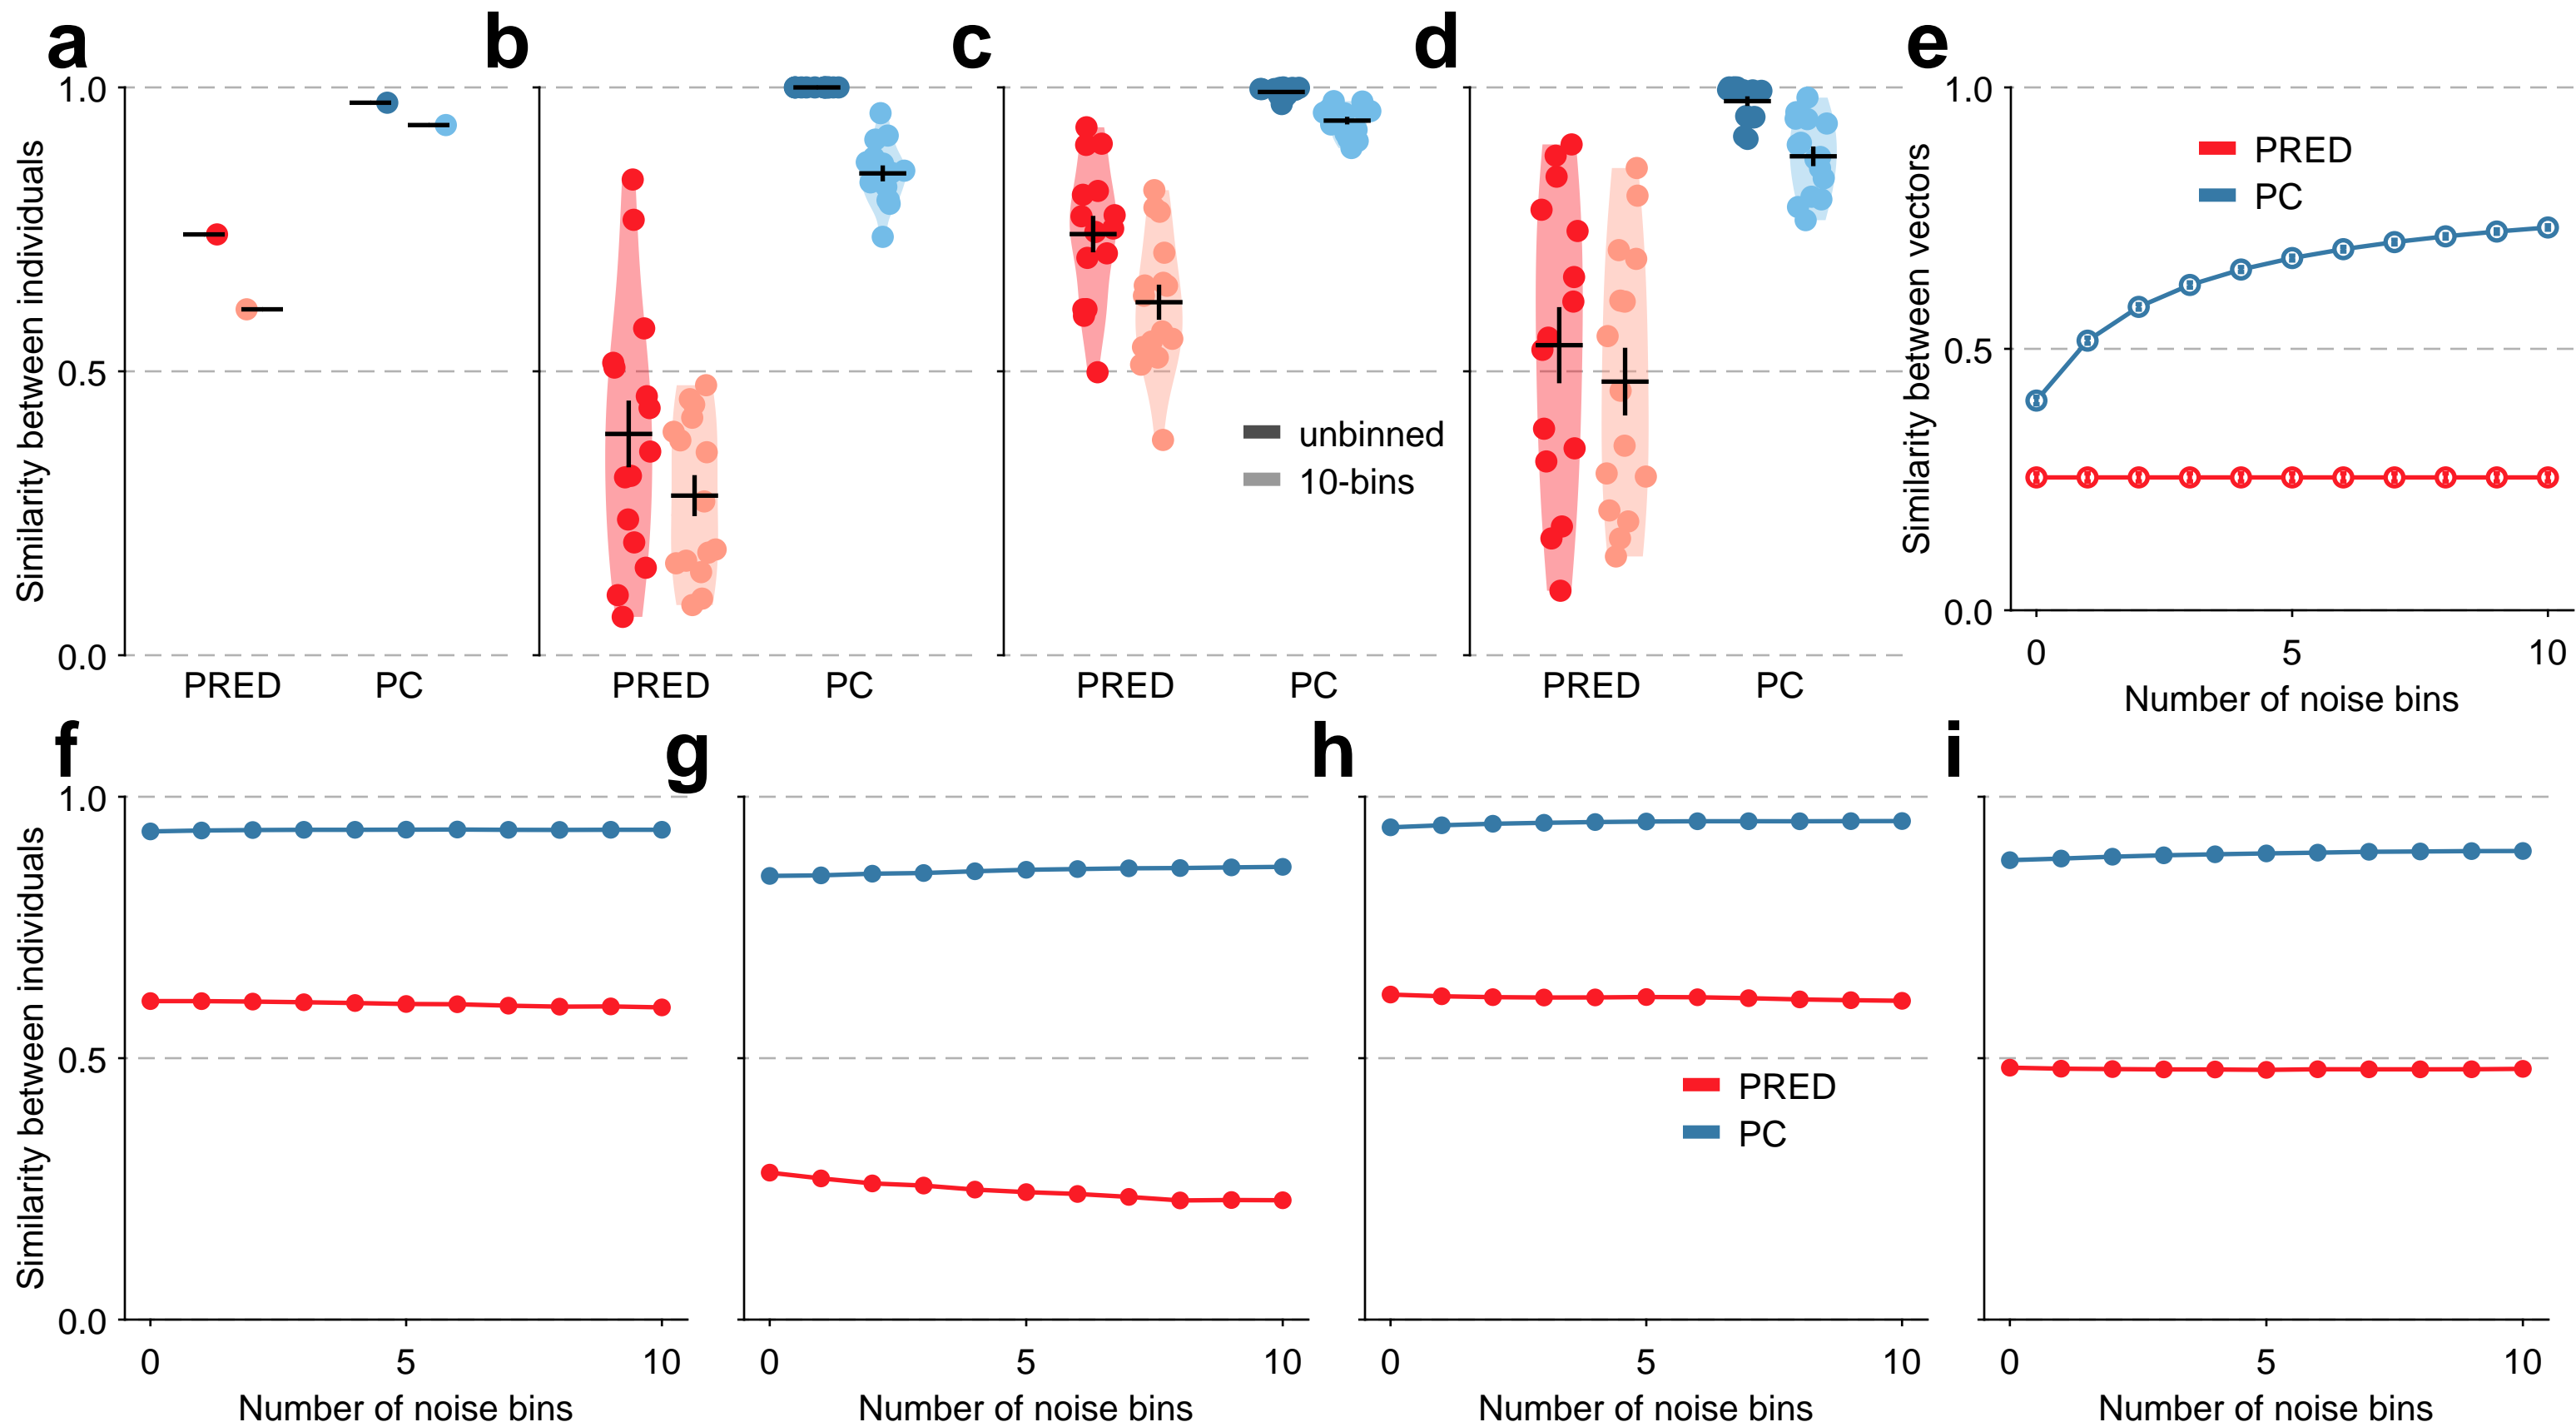 a
b
c
d
e
Similarity between individuals
1.0
0.5
0.0
PRED
PC
PRED
PC
PRED
PC
unbinned
10-bins
PRED
PC
Similarity between vectors
1.0
0.5
0.0
PRED
PC
0
5
10
Number of noise bins
f
g
h
i
Similarity between individuals
1.0
0.5
0.0
0
5
10
Number of noise bins
0
5
10
Number of noise bins
PRED
PC
0
5
10
Number of noise bins
0
5
10
Number of noise bins